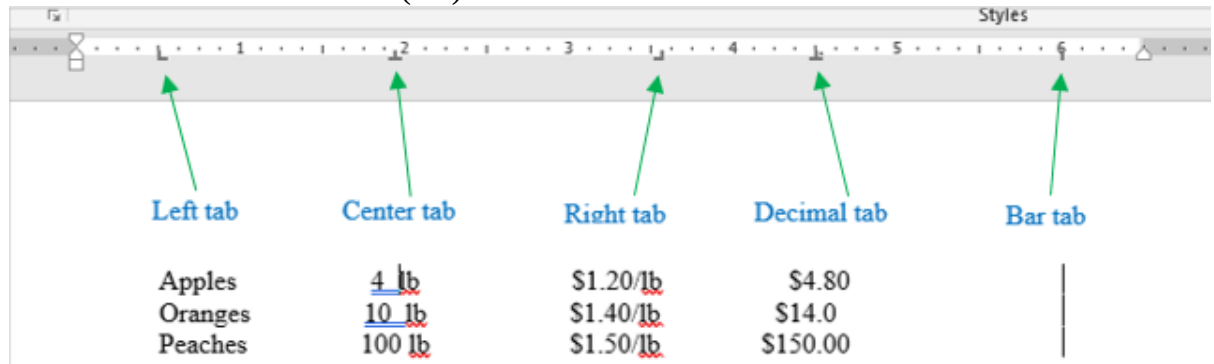 Styles
1 2 3 4 5 6
Left tab Center tab Right tab Decimal tab Bar tab
Apples 4 lb $1.20/lb $4.80
Oranges 10 lb $1.40/lb $14.0
Peaches 100 lb $1.50/lb $150.00